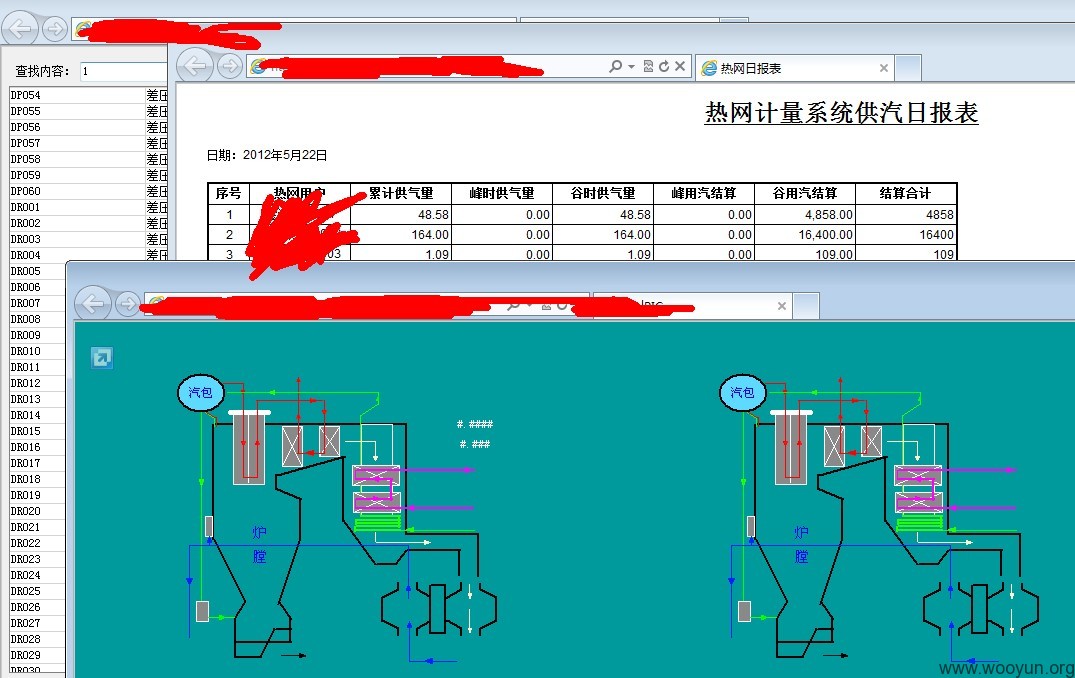 查找内容： 1
DP054 差压
DP055 差压
DP056 差压
DP057 差压
DP058 差压
DP059 差压
DP060 差压
DR001 差压
DR002 差压
DR003 差压
DR004 差压
DR005
DR006
DR007
DR008
DR009
DR010
DR011
DR012
DR013
DR014
DR015
DR016
DR017
DR018
DR019
DR020
DR021
DR022
DR023
DR024
DR025
DR026
DR027
DR028
DR029
DR030
热网日报表
热网计量系统供汽日报表
日期：2012年5月22日
序号 热网用户 累计供气量 峰时供气量 谷时供气量 峰用汽结算 谷用汽结算 结算合计
1 48.58 0.00 48.58 0.00 4,858.00 4858
2 164.00 0.00 164.00 0.00 16,400.00 16400
3 03 1.09 0.00 1.09 0.00 109.00 109
汽包 汽包
#.####
#.###
炉 炉
膛 膛
www.wooyun.org